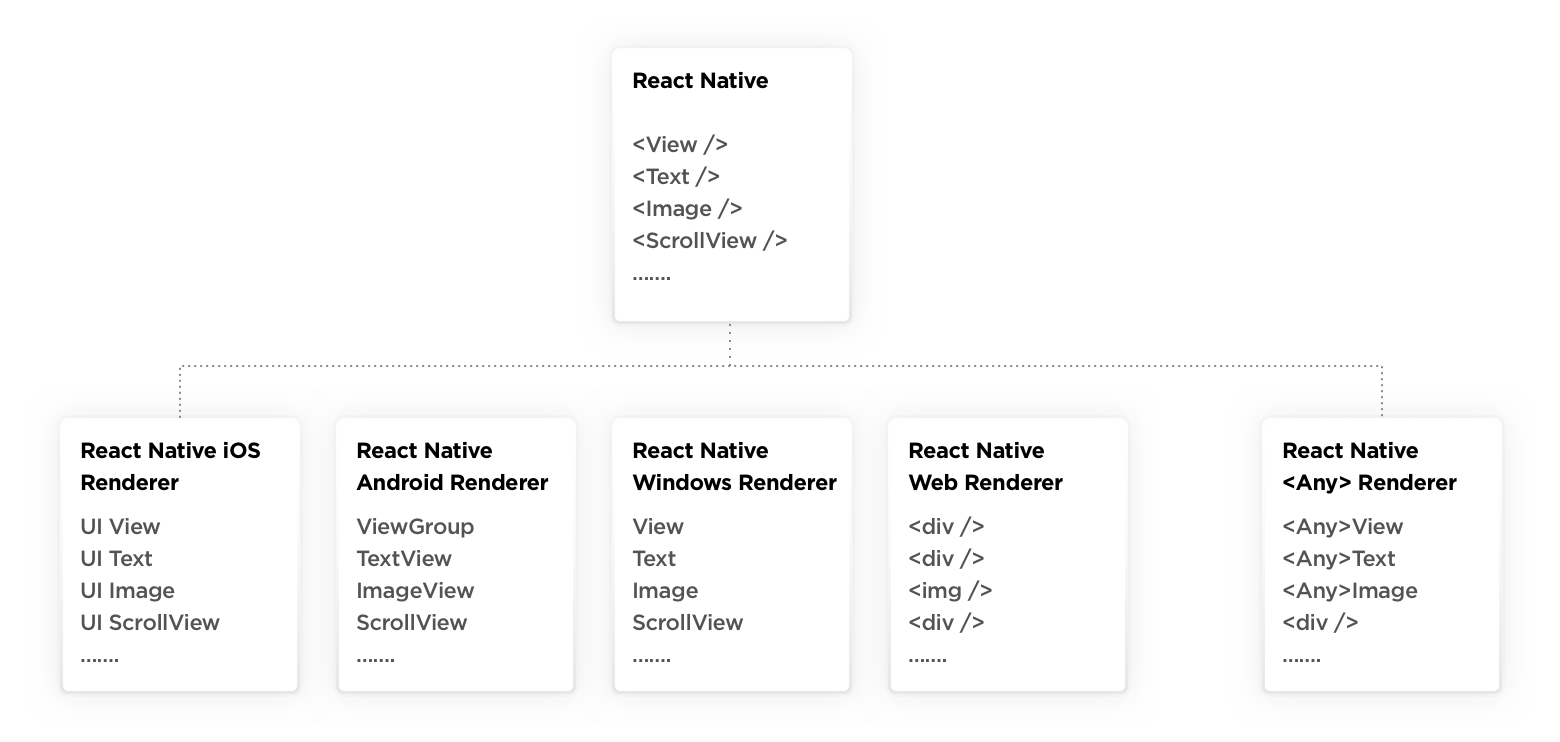 React Native
<View />
<Text />
<Image />
<ScrollView />
.......
React Native iOS
Renderer
UI View
UI Text
UI Image
UI ScrollView
.......
React Native
Android Renderer
ViewGroup
TextView
ImageView
ScrollView
.......
React Native
Windows Renderer
View
Text
Image
ScrollView
.......
React Native
Web Renderer
<div />
<div />
<img />
<div />
.......
React Native
<Any> Renderer
<Any>View
<Any>Text
<Any>Image
<div />
.......